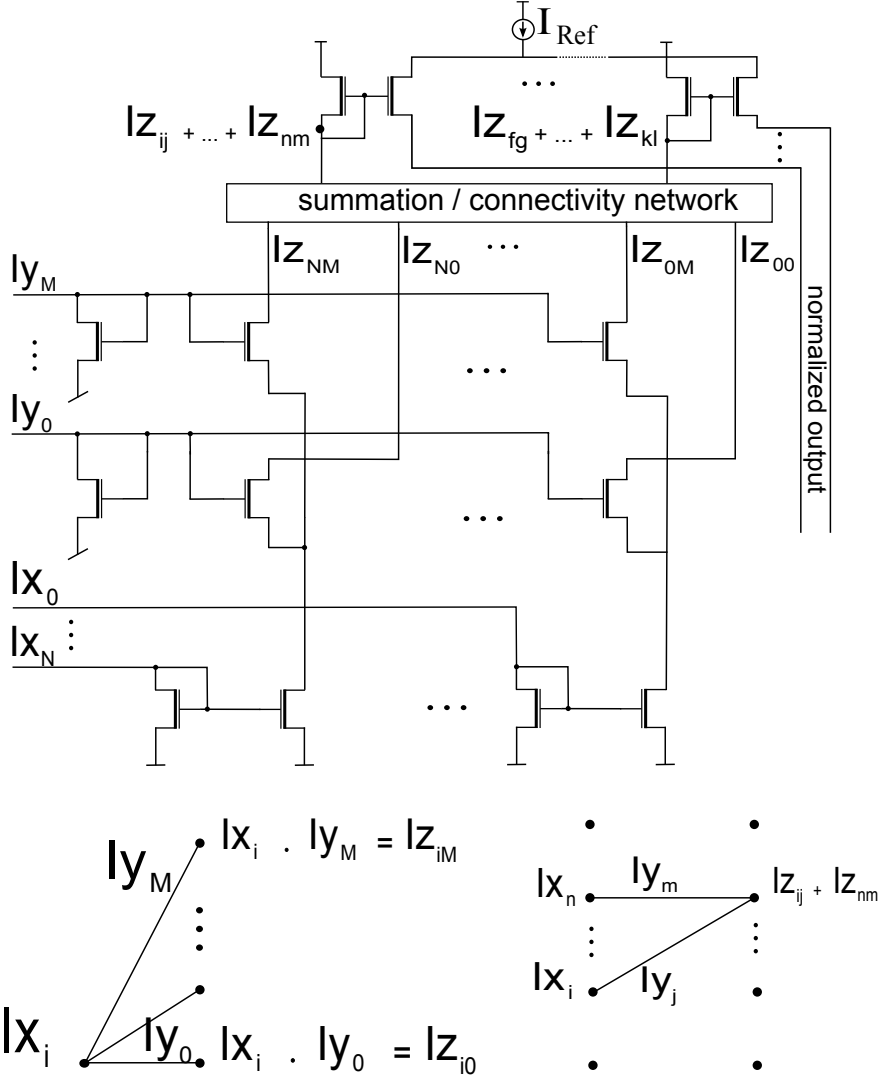 I_Ref
...
Iz_ij + ... + Iz_nm
Iz_fg + ... + Iz_kl
summation / connectivity network
Iz_NM
Iz_N0
...
Iz_0M
Iz_00
normalized output
Iy_M
...
Iy_0
...
Ix_0
Ix_N
...
Iy_M
Ix_i . Iy_M = Iz_iM
Ix_i
Iy_0
Ix_i . Iy_0 = Iz_i0
Ix_n
Iy_m
Iz_ij + Iz_nm
Ix_i
Iy_j